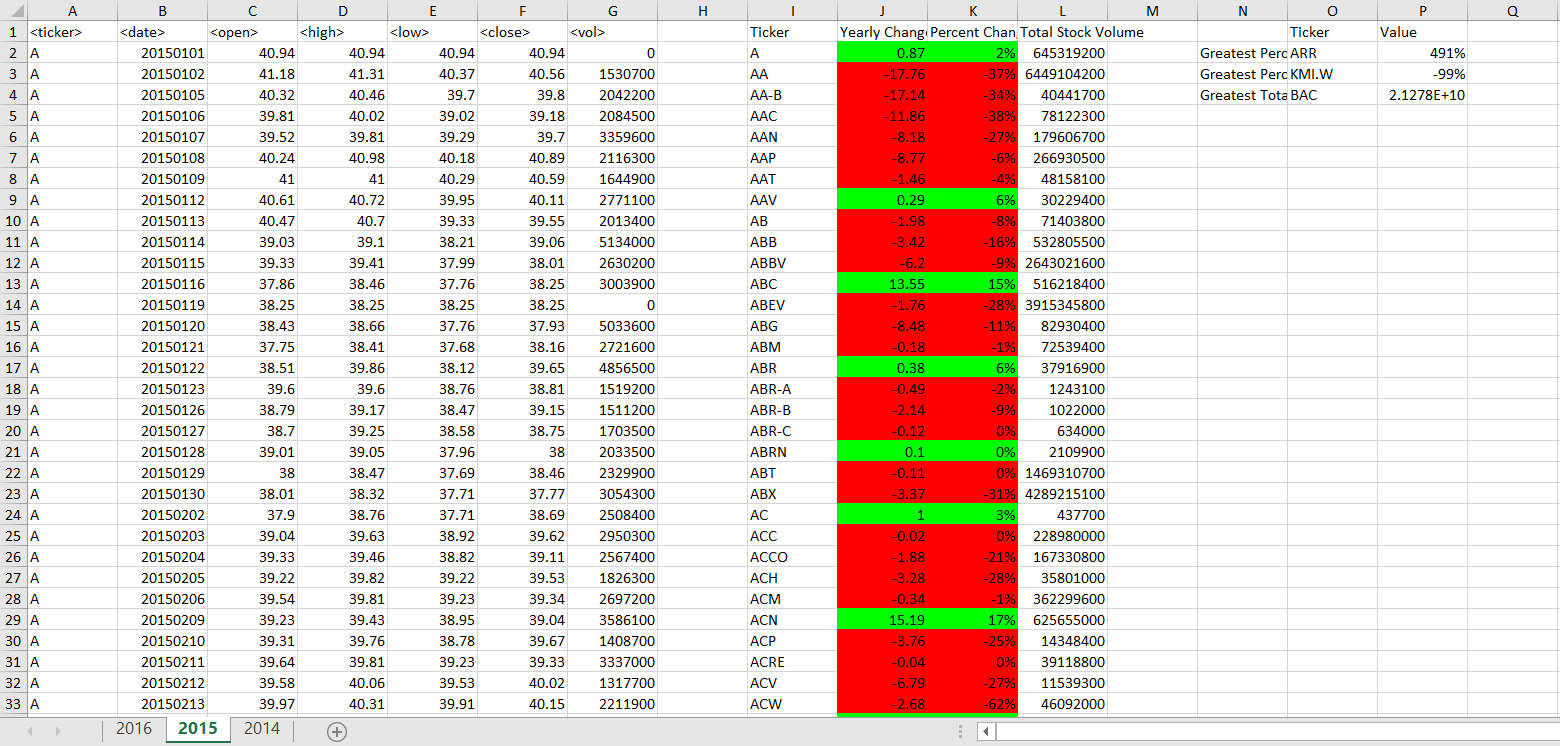 A B C D E F G H I J K L M N O P Q
1 <ticker> <date> <open> <high> <low> <close> <vol> Ticker Yearly Chang Percent Chan Total Stock Volume Ticker Value
2 A 20150101 40.94 40.94 40.94 40.94 0 A 0.87 2% 645319200 Greatest Perc ARR 491%
3 A 20150102 41.18 41.31 40.37 40.56 1530700 AA -17.76 -37% 6449104200 Greatest Perc KMI.W -99%
4 A 20150105 40.32 40.46 39.7 39.8 2042200 AA-B -17.14 -34% 40441700 Greatest Tota BAC 2.1278E+10
5 A 20150106 39.81 40.02 39.02 39.18 2084500 AAC -11.86 -38% 78122300
6 A 20150107 39.52 39.81 39.29 39.7 3359600 AAN -8.18 -27% 179606700
7 A 20150108 40.24 40.98 40.18 40.89 2116300 AAP -8.77 -6% 266930500
8 A 20150109 41 41 40.29 40.59 1644900 AAT -1.46 -4% 48158100
9 A 20150112 40.61 40.72 39.95 40.11 2771100 AAV 0.29 6% 30229400
10 A 20150113 40.47 40.7 39.33 39.55 2013400 AB -1.98 -8% 71403800
11 A 20150114 39.03 39.1 38.21 39.06 5134000 ABB -3.42 -16% 532805500
12 A 20150115 39.33 39.41 37.99 38.01 2630200 ABBV -6.2 -9% 2643021600
13 A 20150116 37.86 38.46 37.76 38.25 3003900 ABC 13.55 15% 516218400
14 A 20150119 38.25 38.25 38.25 38.25 0 ABEV -1.76 -28% 3915345800
15 A 20150120 38.43 38.66 37.76 37.93 5033600 ABG -8.48 -11% 82930400
16 A 20150121 37.75 38.41 37.68 38.16 2721600 ABM -0.18 -1% 72539400
17 A 20150122 38.51 39.86 38.12 39.65 4856500 ABR 0.38 6% 37916900
18 A 20150123 39.6 39.6 38.76 38.81 1519200 ABR-A -0.49 -2% 1243100
19 A 20150126 38.79 39.17 38.47 39.15 1511200 ABR-B -2.14 -9% 1022000
20 A 20150127 38.7 39.25 38.58 38.75 1703500 ABR-C -0.12 0% 634000
21 A 20150128 39.01 39.05 37.96 38 2033500 ABRN 0.1 0% 2109900
22 A 20150129 38 38.47 37.69 38.46 2329900 ABT -0.11 0% 1469310700
23 A 20150130 38.01 38.32 37.71 37.77 3054300 ABX -3.37 -31% 4289215100
24 A 20150202 37.9 38.76 37.71 38.69 2508400 AC 1 3% 437700
25 A 20150203 39.04 39.63 38.92 39.62 2950300 ACC -0.02 0% 228980000
26 A 20150204 39.33 39.46 38.82 39.11 2567400 ACCO -1.88 -21% 167330800
27 A 20150205 39.22 39.82 39.22 39.53 1826300 ACH -3.28 -28% 35801000
28 A 20150206 39.54 39.81 39.23 39.34 2697200 ACM -0.34 -1% 362299600
29 A 20150209 39.23 39.43 38.95 39.04 3586100 ACN 15.19 17% 625655000
30 A 20150210 39.31 39.76 38.78 39.67 1408700 ACP -3.76 -25% 14348400
31 A 20150211 39.64 39.81 39.23 39.33 3337000 ACRE -0.04 0% 39118800
32 A 20150212 39.58 40.06 39.53 40.02 1317700 ACV -6.79 -27% 11539300
33 A 20150213 39.97 40.31 39.91 40.15 2211900 ACW -2.68 -62% 46092000
2016 2015 2014